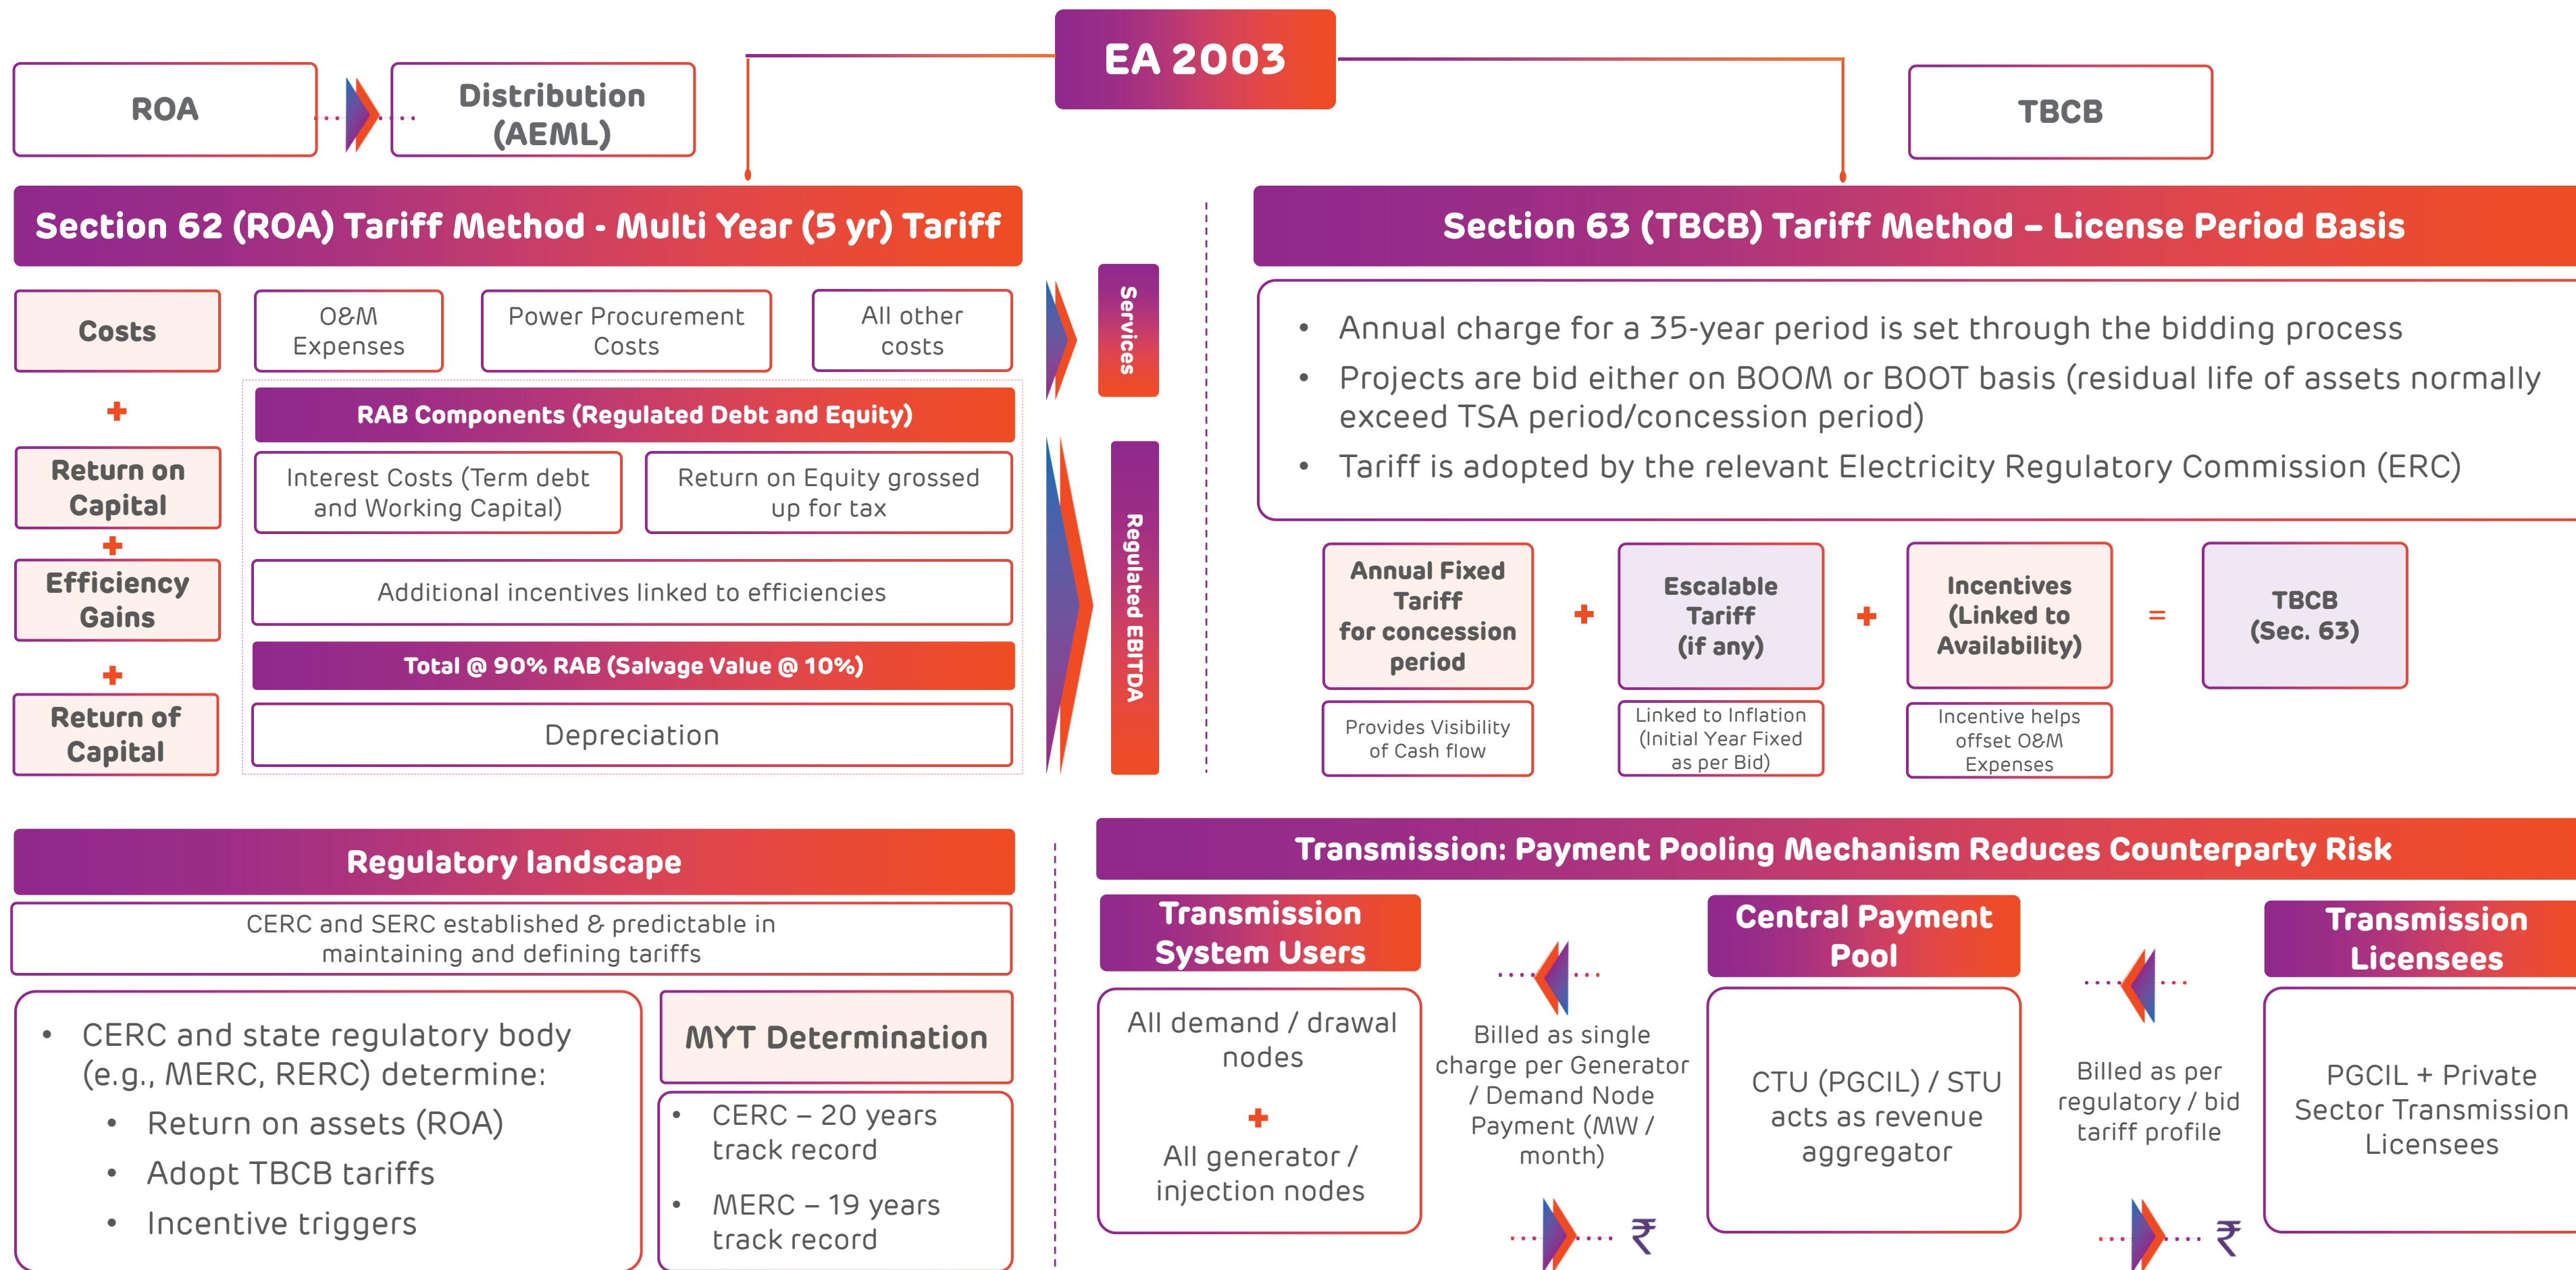 EA 2003
ROA
Distribution
(AEML)
TBCB
Section 62 (ROA) Tariff Method - Multi Year (5 yr) Tariff
Costs
O&M
Expenses
Power Procurement
Costs
All other
costs
Services
+
RAB Components (Regulated Debt and Equity)
Return on
Capital
Interest Costs (Term debt
and Working Capital)
Return on Equity grossed
up for tax
+
Efficiency
Gains
Additional incentives linked to efficiencies
Regulated EBITDA
+
Total @ 90% RAB (Salvage Value @ 10%)
Return of
Capital
Depreciation
Section 63 (TBCB) Tariff Method – License Period Basis
• Annual charge for a 35-year period is set through the bidding process
• Projects are bid either on BOOM or BOOT basis (residual life of assets normally
exceed TSA period/concession period)
• Tariff is adopted by the relevant Electricity Regulatory Commission (ERC)
Annual Fixed
Tariff
for concession
period
+
Escalable
Tariff
(if any)
+
Incentives
(Linked to
Availability)
=
TBCB
(Sec. 63)
Provides Visibility
of Cash flow
Linked to Inflation
(Initial Year Fixed
as per Bid)
Incentive helps
offset O&M
Expenses
Regulatory landscape
CERC and SERC established & predictable in
maintaining and defining tariffs
• CERC and state regulatory body
(e.g., MERC, RERC) determine:
• Return on assets (ROA)
• Adopt TBCB tariffs
• Incentive triggers
MYT Determination
• CERC – 20 years
track record
• MERC – 19 years
track record
Transmission: Payment Pooling Mechanism Reduces Counterparty Risk
Transmission
System Users
All demand / drawal
nodes
+
All generator /
injection nodes
Billed as single
charge per Generator
/ Demand Node
Payment (MW /
month)
₹
Central Payment
Pool
CTU (PGCIL) / STU
acts as revenue
aggregator
Billed as per
regulatory / bid
tariff profile
₹
Transmission
Licensees
PGCIL + Private
Sector Transmission
Licensees